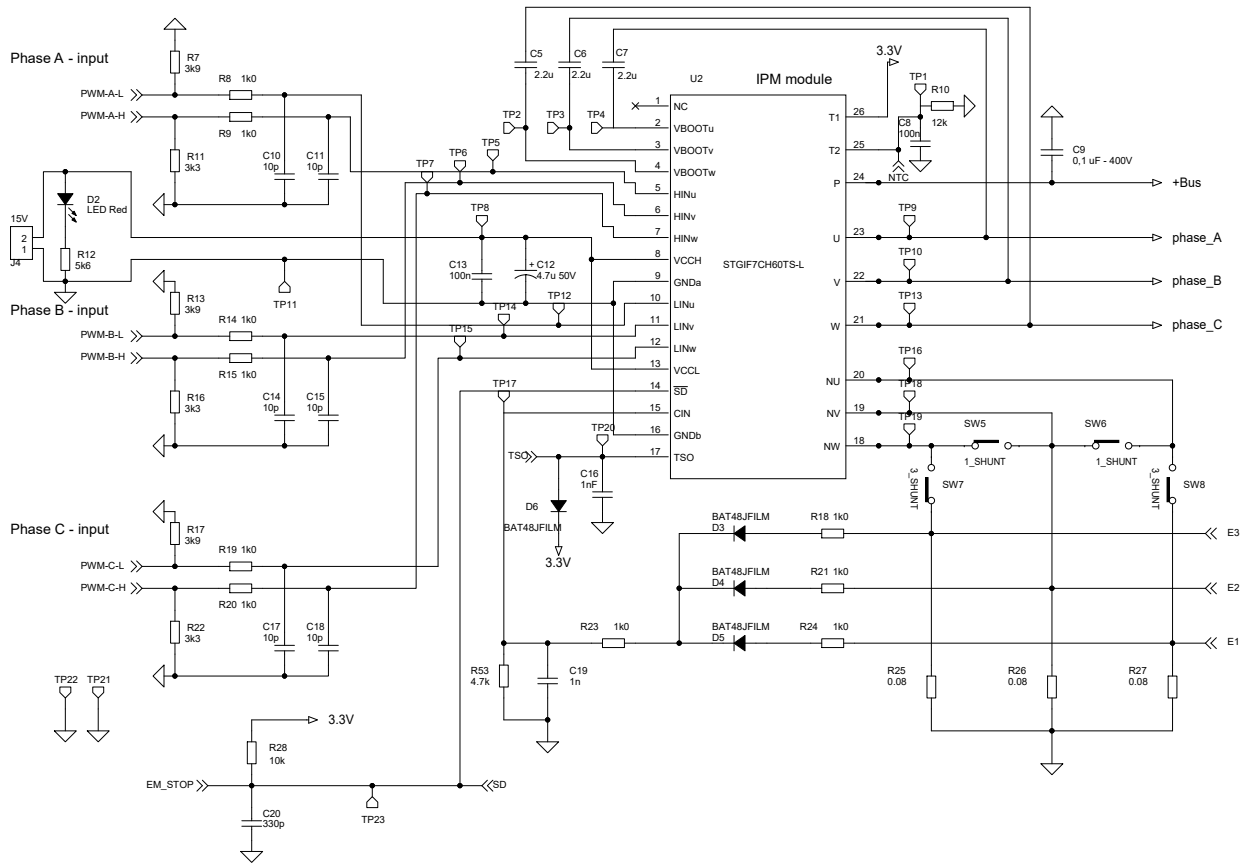 C5
2.2u
C6
2.2u
C7
2.2u
Phase A - input
R7
3k9
R8 1k0
PWM-A-L
PWM-A-H
R9 1k0
R11
3k3
C10
10p
C11
10p
15V
2
1
J4
D2
LED Red
R12
5k6
TP11
TP2
TP3
TP4
TP5
TP6
TP7
TP8
C13
100n
+
C12
4.7u 50V
TP12
TP14
TP15
U2
IPM module
STGIF7CH60TS-L
1
NC
2
VBOOTu
3
VBOOTv
4
VBOOTw
5
HINu
6
HINv
7
HINw
8
VCCH
9
GNDa
10
LINu
11
LINv
12
LINw
13
VCCL
14
SD
15
CIN
16
GNDb
17
TSO
T1
26
T2
25
P
24
U
23
V
22
W
21
NU
20
NV
19
NW
18
3.3V
TP1
R10
12k
C8
100n
NTC
C9
0,1 uF - 400V
+Bus
TP9
phase_A
TP10
phase_B
TP13
phase_C
TP16
TP18
TP19
SW5
1_SHUNT
SW6
1_SHUNT
3_SHUNT
SW7
3_SHUNT
SW8
Phase B - input
R13
3k9
R14 1k0
PWM-B-L
PWM-B-H
R15 1k0
R16
3k3
C14
10p
C15
10p
TP17
TP20
TSO
C16
1nF
D6
BAT48JFILM
3.3V
Phase C - input
R17
3k9
R19 1k0
PWM-C-L
PWM-C-H
R20 1k0
R22
3k3
C17
10p
C18
10p
BAT48JFILM
D3
R18 1k0
E3
BAT48JFILM
D4
R21 1k0
E2
R23 1k0
BAT48JFILM
D5
R24 1k0
E1
R53
4.7k
C19
1n
R25
0.08
R26
0.08
R27
0.08
TP22
TP21
3.3V
R28
10k
EM_STOP
SD
C20
330p
TP23